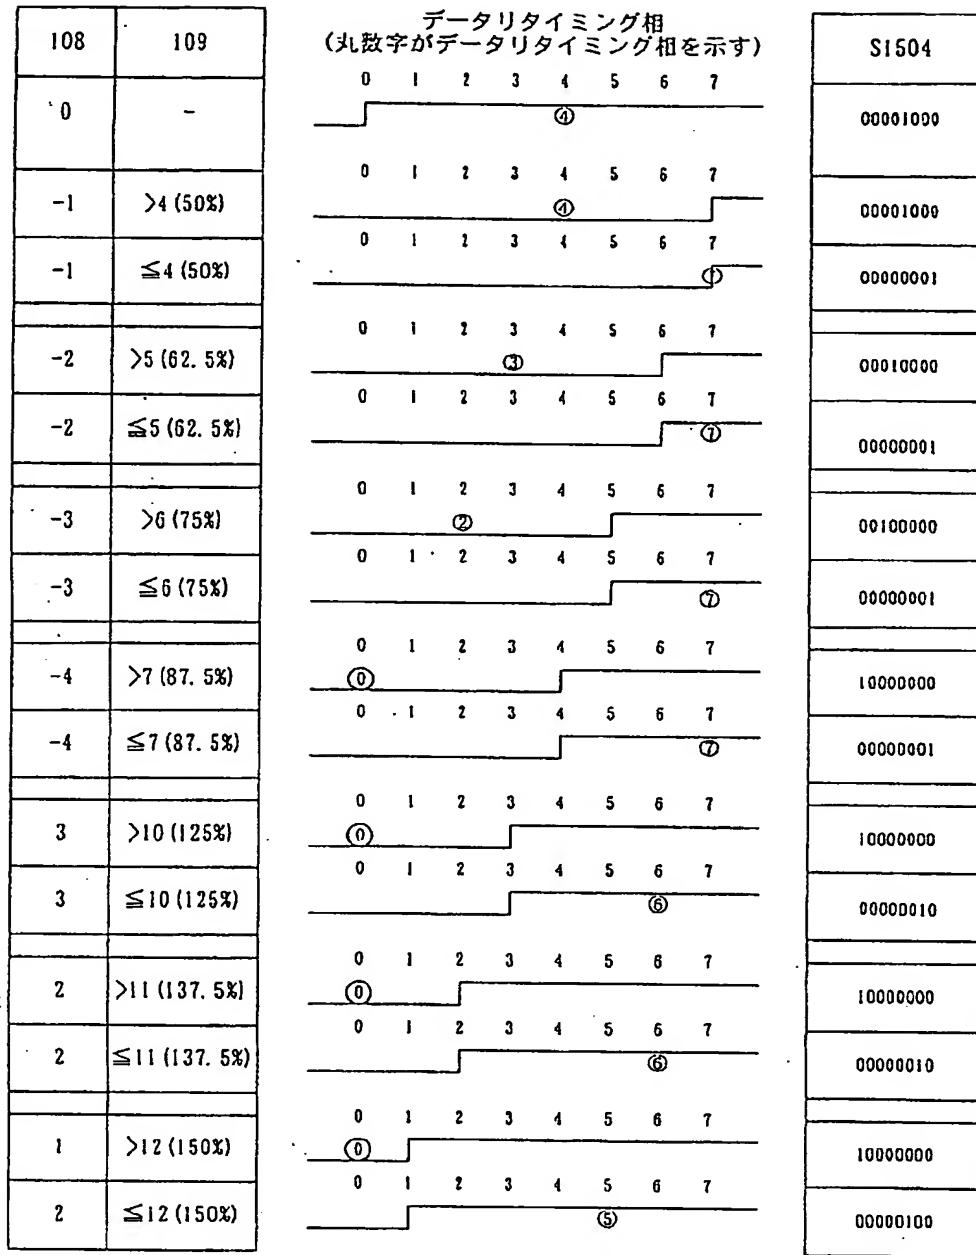 108 109 データリタイミング相 S1504
(丸数字がデータリタイミング相を示す)
0 1 2 3 4 5 6 7
0 - ④ 00001000
0 1 2 3 4 5 6 7
-1 >4 (50%) ④ 00001000
0 1 2 3 4 5 6 7
-1 ≦4 (50%) 00000001
0 1 2 3 4 5 6 7
-2 >5 (62.5%) ③ 00010000
0 1 2 3 4 5 6 7
-2 ≦5 (62.5%) ⑦ 00000001
0 1 2 3 4 5 6 7
-3 >6 (75%) ② 00100000
0 1 2 3 4 5 6 7
-3 ≦6 (75%) ⑦ 00000001
0 1 2 3 4 5 6 7
-4 >7 (87.5%) ⓪ 10000000
0 1 2 3 4 5 6 7
-4 ≦7 (87.5%) ⑦ 00000001
0 1 2 3 4 5 6 7
3 >10 (125%) ⓪ 10000000
0 1 2 3 4 5 6 7
3 ≦10 (125%) ⑥ 00000010
0 1 2 3 4 5 6 7
2 >11 (137.5%) ⓪ 10000000
0 1 2 3 4 5 6 7
2 ≦11 (137.5%) ⑥ 00000010
0 1 2 3 4 5 6 7
1 >12 (150%) ⓪ 10000000
0 1 2 3 4 5 6 7
2 ≦12 (150%) ⑤ 00000100